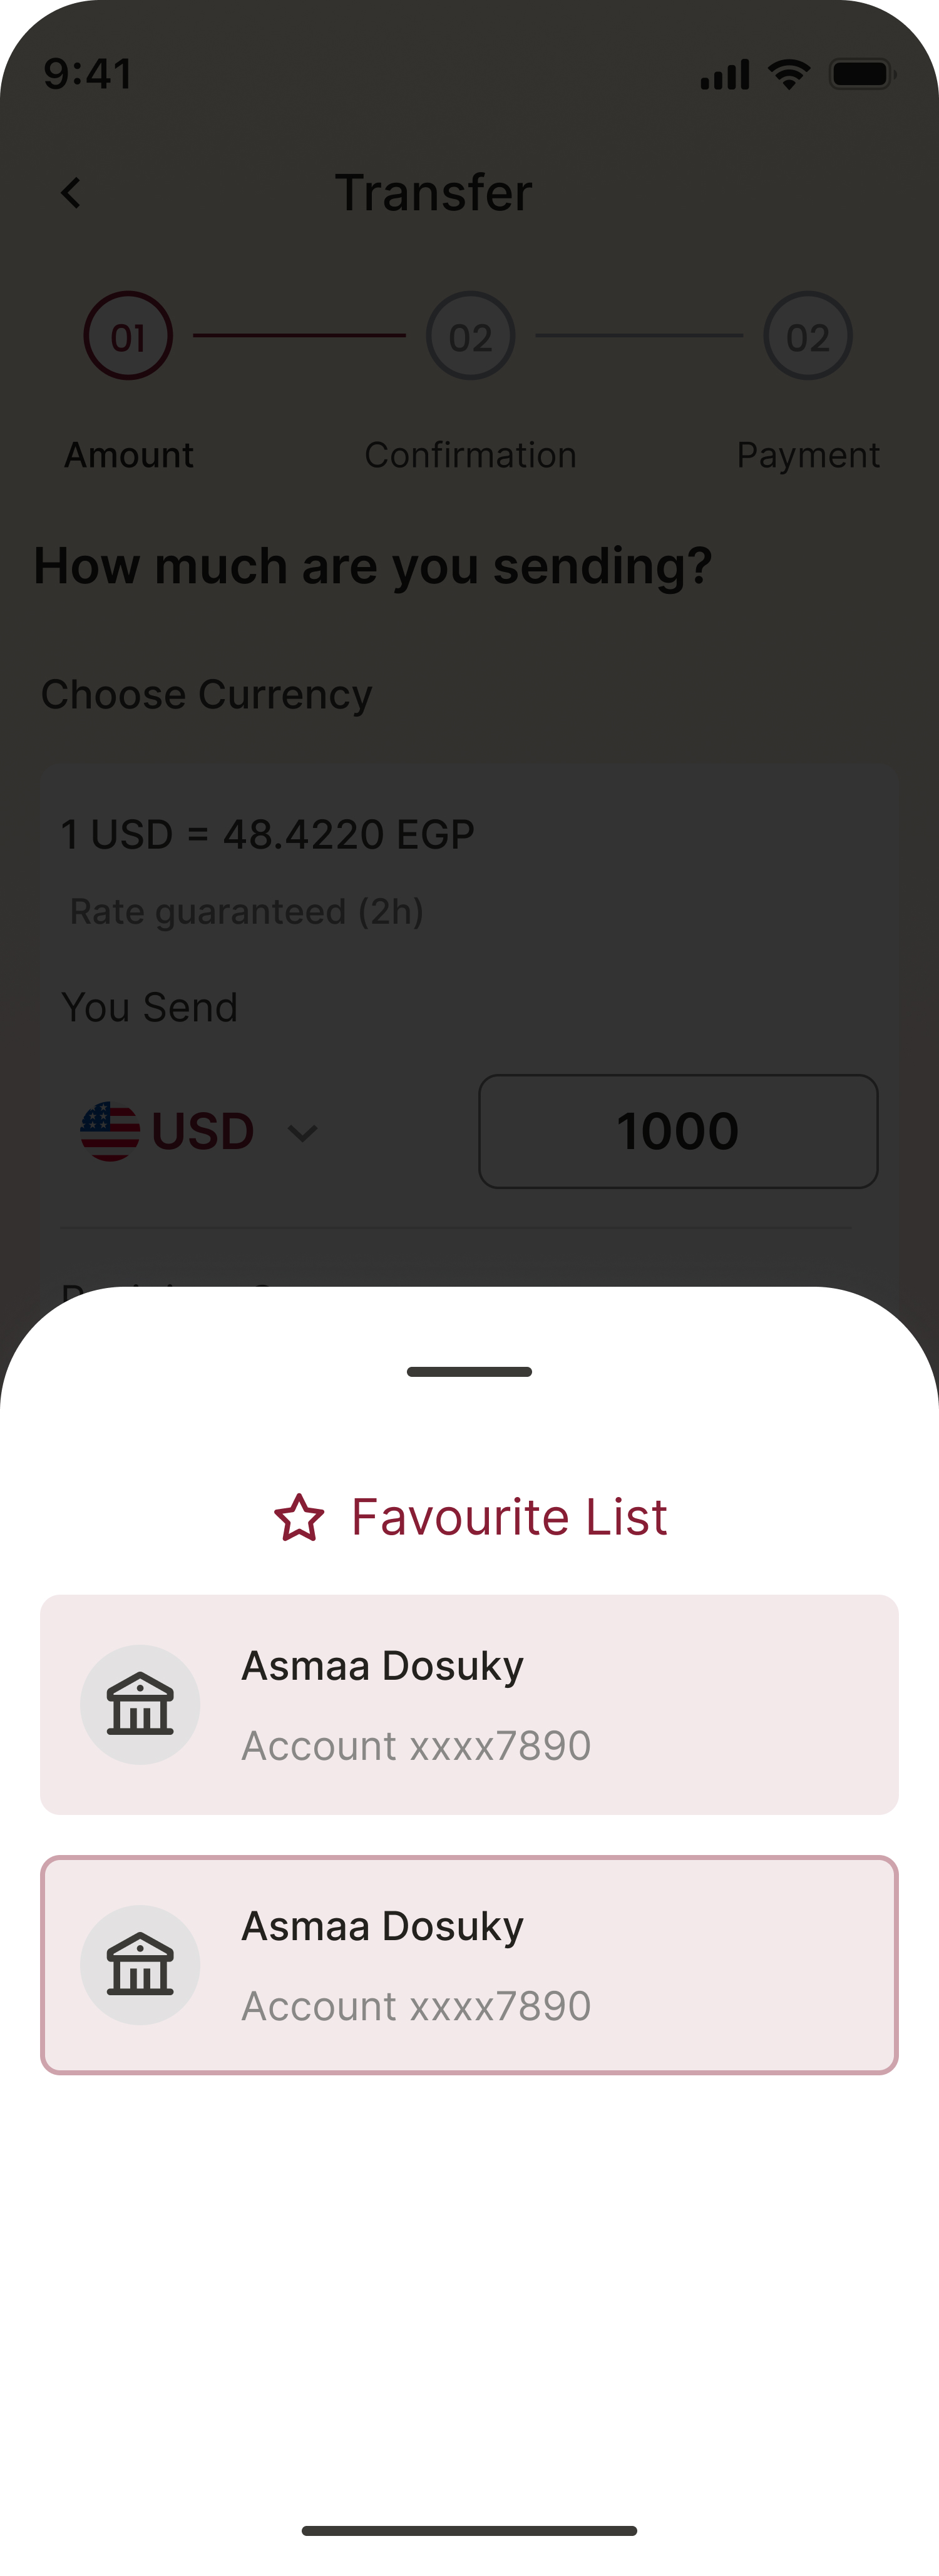 9:41
Transfer
01 02 02
Amount Confirmation Payment
How much are you sending?
Choose Currency
1 USD = 48.4220 EGP
Rate guaranteed (2h)
You Send
USD 1000
Favourite List
Asmaa Dosuky
Account xxxx7890
Asmaa Dosuky
Account xxxx7890